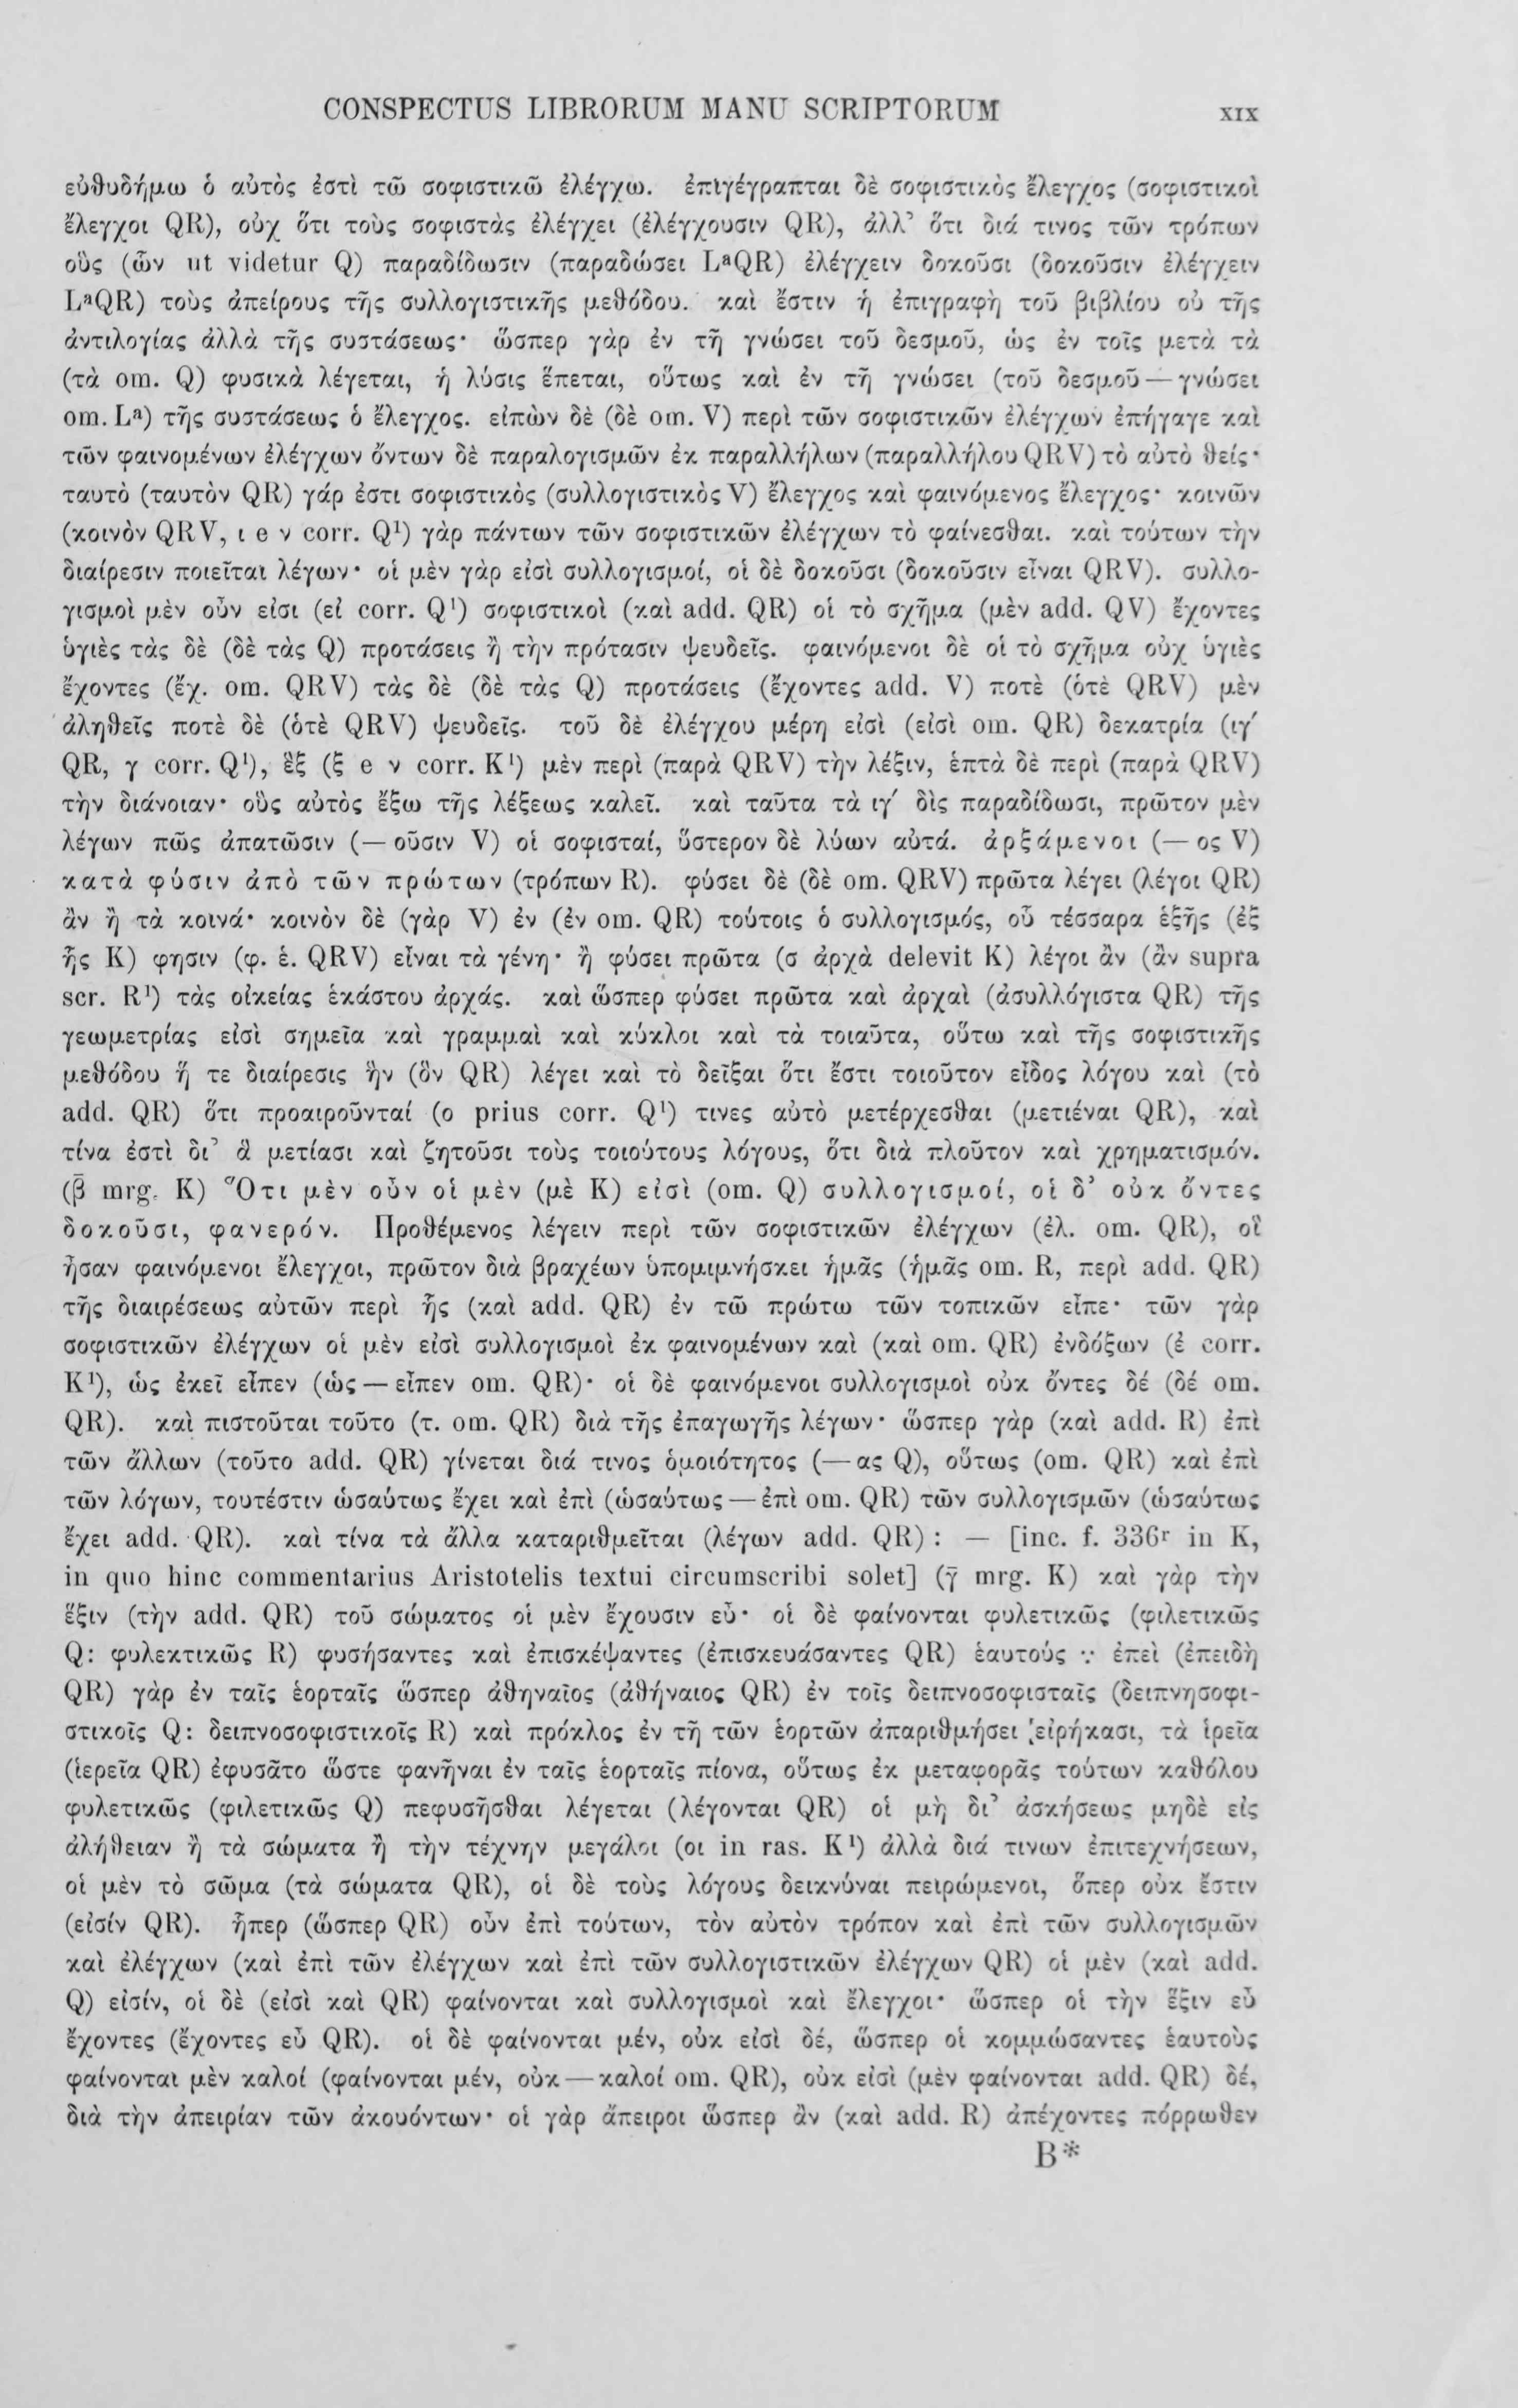 CONSPECTUS LIBRORUM MANU SCRIPTORUM XIX
εὐθυδήμω ὁ αὐτὸς ἐστὶ τῶ σοφιστικῶ ἐλέγχω. ἐπιγέγραπται δὲ σοφιστικὸς ἔλεγχος (σοφιστικοὶ
ἔλεγχοι QR), οὐχ ὅτι τοὺς σοφιστὰς ἐλέγχει (ἐλέγχουσιν QR), ἀλλ᾽ ὅτι διά τινος τῶν τρόπων
οὓς (ὧν ut videtur Q) παραδίδωσιν (παραδώσει LᵃQR) ἐλέγχειν δοκοῦσι (δοκοῦσιν ἐλέγχειν
LᵃQR) τοὺς ἀπείρους τῆς συλλογιστικῆς μεθόδου. καὶ ἔστιν ἡ ἐπιγραφὴ τοῦ βιβλίου οὐ τῆς
ἀντιλογίας ἀλλὰ τῆς συστάσεως· ὥσπερ γὰρ ἐν τῆ γνώσει τοῦ δεσμοῦ, ὡς ἐν τοῖς μετὰ τὰ
(τὰ om. Q) φυσικὰ λέγεται, ἡ λύσις ἕπεται, οὕτως καὶ ἐν τῆ γνώσει (τοῦ δεσμοῦ — γνώσει
om. Lᵃ) τῆς συστάσεως ὁ ἔλεγχος. εἰπὼν δὲ (δὲ om. V) περὶ τῶν σοφιστικῶν ἐλέγχων ἐπήγαγε καὶ
τῶν φαινομένων ἐλέγχων ὄντων δὲ παραλογισμῶν ἐκ παραλλήλων (παραλλήλου QRV) τὸ αὐτὸ θείς·
ταυτὸ (ταυτὸν QR) γάρ ἐστι σοφιστικὸς (συλλογιστικὸς V) ἔλεγχος καὶ φαινόμενος ἔλεγχος· κοινῶν
(κοινὸν QRV, ι e ν corr. Q¹) γὰρ πάντων τῶν σοφιστικῶν ἐλέγχων τὸ φαίνεσθαι. καὶ τούτων τὴν
διαίρεσιν ποιεῖται λέγων· οἱ μὲν γὰρ εἰσὶ συλλογισμοί, οἱ δὲ δοκοῦσι (δοκοῦσιν εἶναι QRV). συλλο-
γισμοὶ μὲν οὖν εἰσι (εἰ corr. Q¹) σοφιστικοὶ (καὶ add. QR) οἱ τὸ σχῆμα (μὲν add. QV) ἔχοντες
ὑγιὲς τὰς δὲ (δὲ τὰς Q) προτάσεις ἢ τὴν πρότασιν ψευδεῖς. φαινόμενοι δὲ οἱ τὸ σχῆμα οὐχ ὑγιὲς
ἔχοντες (ἔχ. om. QRV) τὰς δὲ (δὲ τὰς Q) προτάσεις (ἔχοντες add. V) ποτὲ (ὁτὲ QRV) μὲν
ἀληθεῖς ποτὲ δὲ (ὁτὲ QRV) ψευδεῖς. τοῦ δὲ ἐλέγχου μέρη εἰσὶ (εἰσὶ om. QR) δεκατρία (ιγ′
QR, γ corr. Q¹), ἓξ (ξ e ν corr. K¹) μὲν περὶ (παρὰ QRV) τὴν λέξιν, ἑπτὰ δὲ περὶ (παρὰ QRV)
τὴν διάνοιαν· οὓς αὐτὸς ἔξω τῆς λέξεως καλεῖ. καὶ ταῦτα τὰ ιγ′ δὶς παραδίδωσι, πρῶτον μὲν
λέγων πῶς ἀπατῶσιν (— οῦσιν V) οἱ σοφισταί, ὕστερον δὲ λύων αὐτά. ἀρξάμενοι (— ος V)
κατὰ φύσιν ἀπὸ τῶν πρώτων (τρόπων R). φύσει δὲ (δὲ om. QRV) πρῶτα λέγει (λέγοι QR)
ἂν ἢ τὰ κοινά· κοινὸν δὲ (γὰρ V) ἐν (ἐν om. QR) τούτοις ὁ συλλογισμός, οὗ τέσσαρα ἑξῆς (ἐξ
ἧς K) φησιν (φ. ἑ. QRV) εἶναι τὰ γένη· ἢ φύσει πρῶτα (σ ἀρχὰ delevit K) λέγοι ἂν (ἂν supra
scr. R¹) τὰς οἰκείας ἑκάστου ἀρχάς. καὶ ὥσπερ φύσει πρῶτα καὶ ἀρχαὶ (ἀσυλλόγιστα QR) τῆς
γεωμετρίας εἰσὶ σημεῖα καὶ γραμμαὶ καὶ κύκλοι καὶ τὰ τοιαῦτα, οὕτω καὶ τῆς σοφιστικῆς
μεθόδου ἥ τε διαίρεσις ἣν (ὃν QR) λέγει καὶ τὸ δεῖξαι ὅτι ἔστι τοιοῦτον εἶδος λόγου καὶ (τὸ
add. QR) ὅτι προαιροῦνταί (ο prius corr. Q¹) τινες αὐτὸ μετέρχεσθαι (μετιέναι QR), καὶ
τίνα ἐστὶ δι᾽ ἃ μετίασι καὶ ζητοῦσι τοὺς τοιούτους λόγους, ὅτι διὰ πλοῦτον καὶ χρηματισμόν.
(β̄ mrg. K) Ὅτι μὲν οὖν οἱ μὲν (μὲ K) εἰσὶ (om. Q) συλλογισμοί, οἱ δ᾽ οὐκ ὄντες
δοκοῦσι, φανερόν. Προθέμενος λέγειν περὶ τῶν σοφιστικῶν ἐλέγχων (ἐλ. om. QR), οἳ
ἦσαν φαινόμενοι ἔλεγχοι, πρῶτον διὰ βραχέων ὑπομιμνήσκει ἡμᾶς (ἡμᾶς om. R, περὶ add. QR)
τῆς διαιρέσεως αὐτῶν περὶ ἧς (καὶ add. QR) ἐν τῶ πρώτω τῶν τοπικῶν εἶπε· τῶν γὰρ
σοφιστικῶν ἐλέγχων οἱ μὲν εἰσὶ συλλογισμοὶ ἐκ φαινομένων καὶ (καὶ om. QR) ἐνδόξων (ἐ corr.
K¹), ὡς ἐκεῖ εἶπεν (ὡς — εἶπεν om. QR)· οἱ δὲ φαινόμενοι συλλογισμοὶ οὐκ ὄντες δέ (δέ om.
QR). καὶ πιστοῦται τοῦτο (τ. om. QR) διὰ τῆς ἐπαγωγῆς λέγων· ὥσπερ γὰρ (καὶ add. R) ἐπὶ
τῶν ἄλλων (τοῦτο add. QR) γίνεται διά τινος ὁμοιότητος (— ας Q), οὕτως (om. QR) καὶ ἐπὶ
τῶν λόγων, τουτέστιν ὡσαύτως ἔχει καὶ ἐπὶ (ὡσαύτως — ἐπὶ om. QR) τῶν συλλογισμῶν (ὡσαύτως
ἔχει add. QR). καὶ τίνα τὰ ἄλλα καταριθμεῖται (λέγων add. QR) : — [inc. f. 336ʳ in K,
in quo hinc commentarius Aristotelis textui circumscribi solet] (γ̄ mrg. K) καὶ γὰρ τὴν
ἕξιν (τὴν add. QR) τοῦ σώματος οἱ μὲν ἔχουσιν εὖ· οἱ δὲ φαίνονται φυλετικῶς (φιλετικῶς
Q: φυλεκτικῶς R) φυσήσαντες καὶ ἐπισκέψαντες (ἐπισκευάσαντες QR) ἑαυτούς ∵ ἐπεὶ (ἐπειδὴ
QR) γὰρ ἐν ταῖς ἑορταῖς ὥσπερ ἀθηναῖος (ἀθήναιος QR) ἐν τοῖς δειπνοσοφισταῖς (δειπνησοφι-
στικοῖς Q: δειπνοσοφιστικοῖς R) καὶ πρόκλος ἐν τῆ τῶν ἑορτῶν ἀπαριθμήσει εἰρήκασι, τὰ ἱρεῖα
(ἱερεῖα QR) ἐφυσᾶτο ὥστε φανῆναι ἐν ταῖς ἑορταῖς πίονα, οὕτως ἐκ μεταφορᾶς τούτων καθόλου
φυλετικῶς (φιλετικῶς Q) πεφυσῆσθαι λέγεται (λέγονται QR) οἱ μὴ δι᾽ ἀσκήσεως μηδὲ εἰς
ἀλήθειαν ἢ τὰ σώματα ἢ τὴν τέχνην μεγάλοι (οι in ras. K¹) ἀλλὰ διά τινων ἐπιτεχνήσεων,
οἱ μὲν τὸ σῶμα (τὰ σώματα QR), οἱ δὲ τοὺς λόγους δεικνύναι πειρώμενοι, ὅπερ οὐκ ἔστιν
(εἰσίν QR). ᾗπερ (ὥσπερ QR) οὖν ἐπὶ τούτων, τὸν αὐτὸν τρόπον καὶ ἐπὶ τῶν συλλογισμῶν
καὶ ἐλέγχων (καὶ ἐπὶ τῶν ἐλέγχων καὶ ἐπὶ τῶν συλλογιστικῶν ἐλέγχων QR) οἱ μὲν (καὶ add.
Q) εἰσίν, οἱ δὲ (εἰσὶ καὶ QR) φαίνονται καὶ συλλογισμοὶ καὶ ἔλεγχοι· ὥσπερ οἱ τὴν ἕξιν εὖ
ἔχοντες (ἔχοντες εὖ QR). οἱ δὲ φαίνονται μέν, οὐκ εἰσὶ δέ, ὥσπερ οἱ κομμώσαντες ἑαυτοὺς
φαίνονται μὲν καλοί (φαίνονται μέν, οὐκ — καλοί om. QR), οὐκ εἰσὶ (μὲν φαίνονται add. QR) δέ,
διὰ τὴν ἀπειρίαν τῶν ἀκουόντων· οἱ γὰρ ἄπειροι ὥσπερ ἂν (καὶ add. R) ἀπέχοντες πόρρωθεν
B*